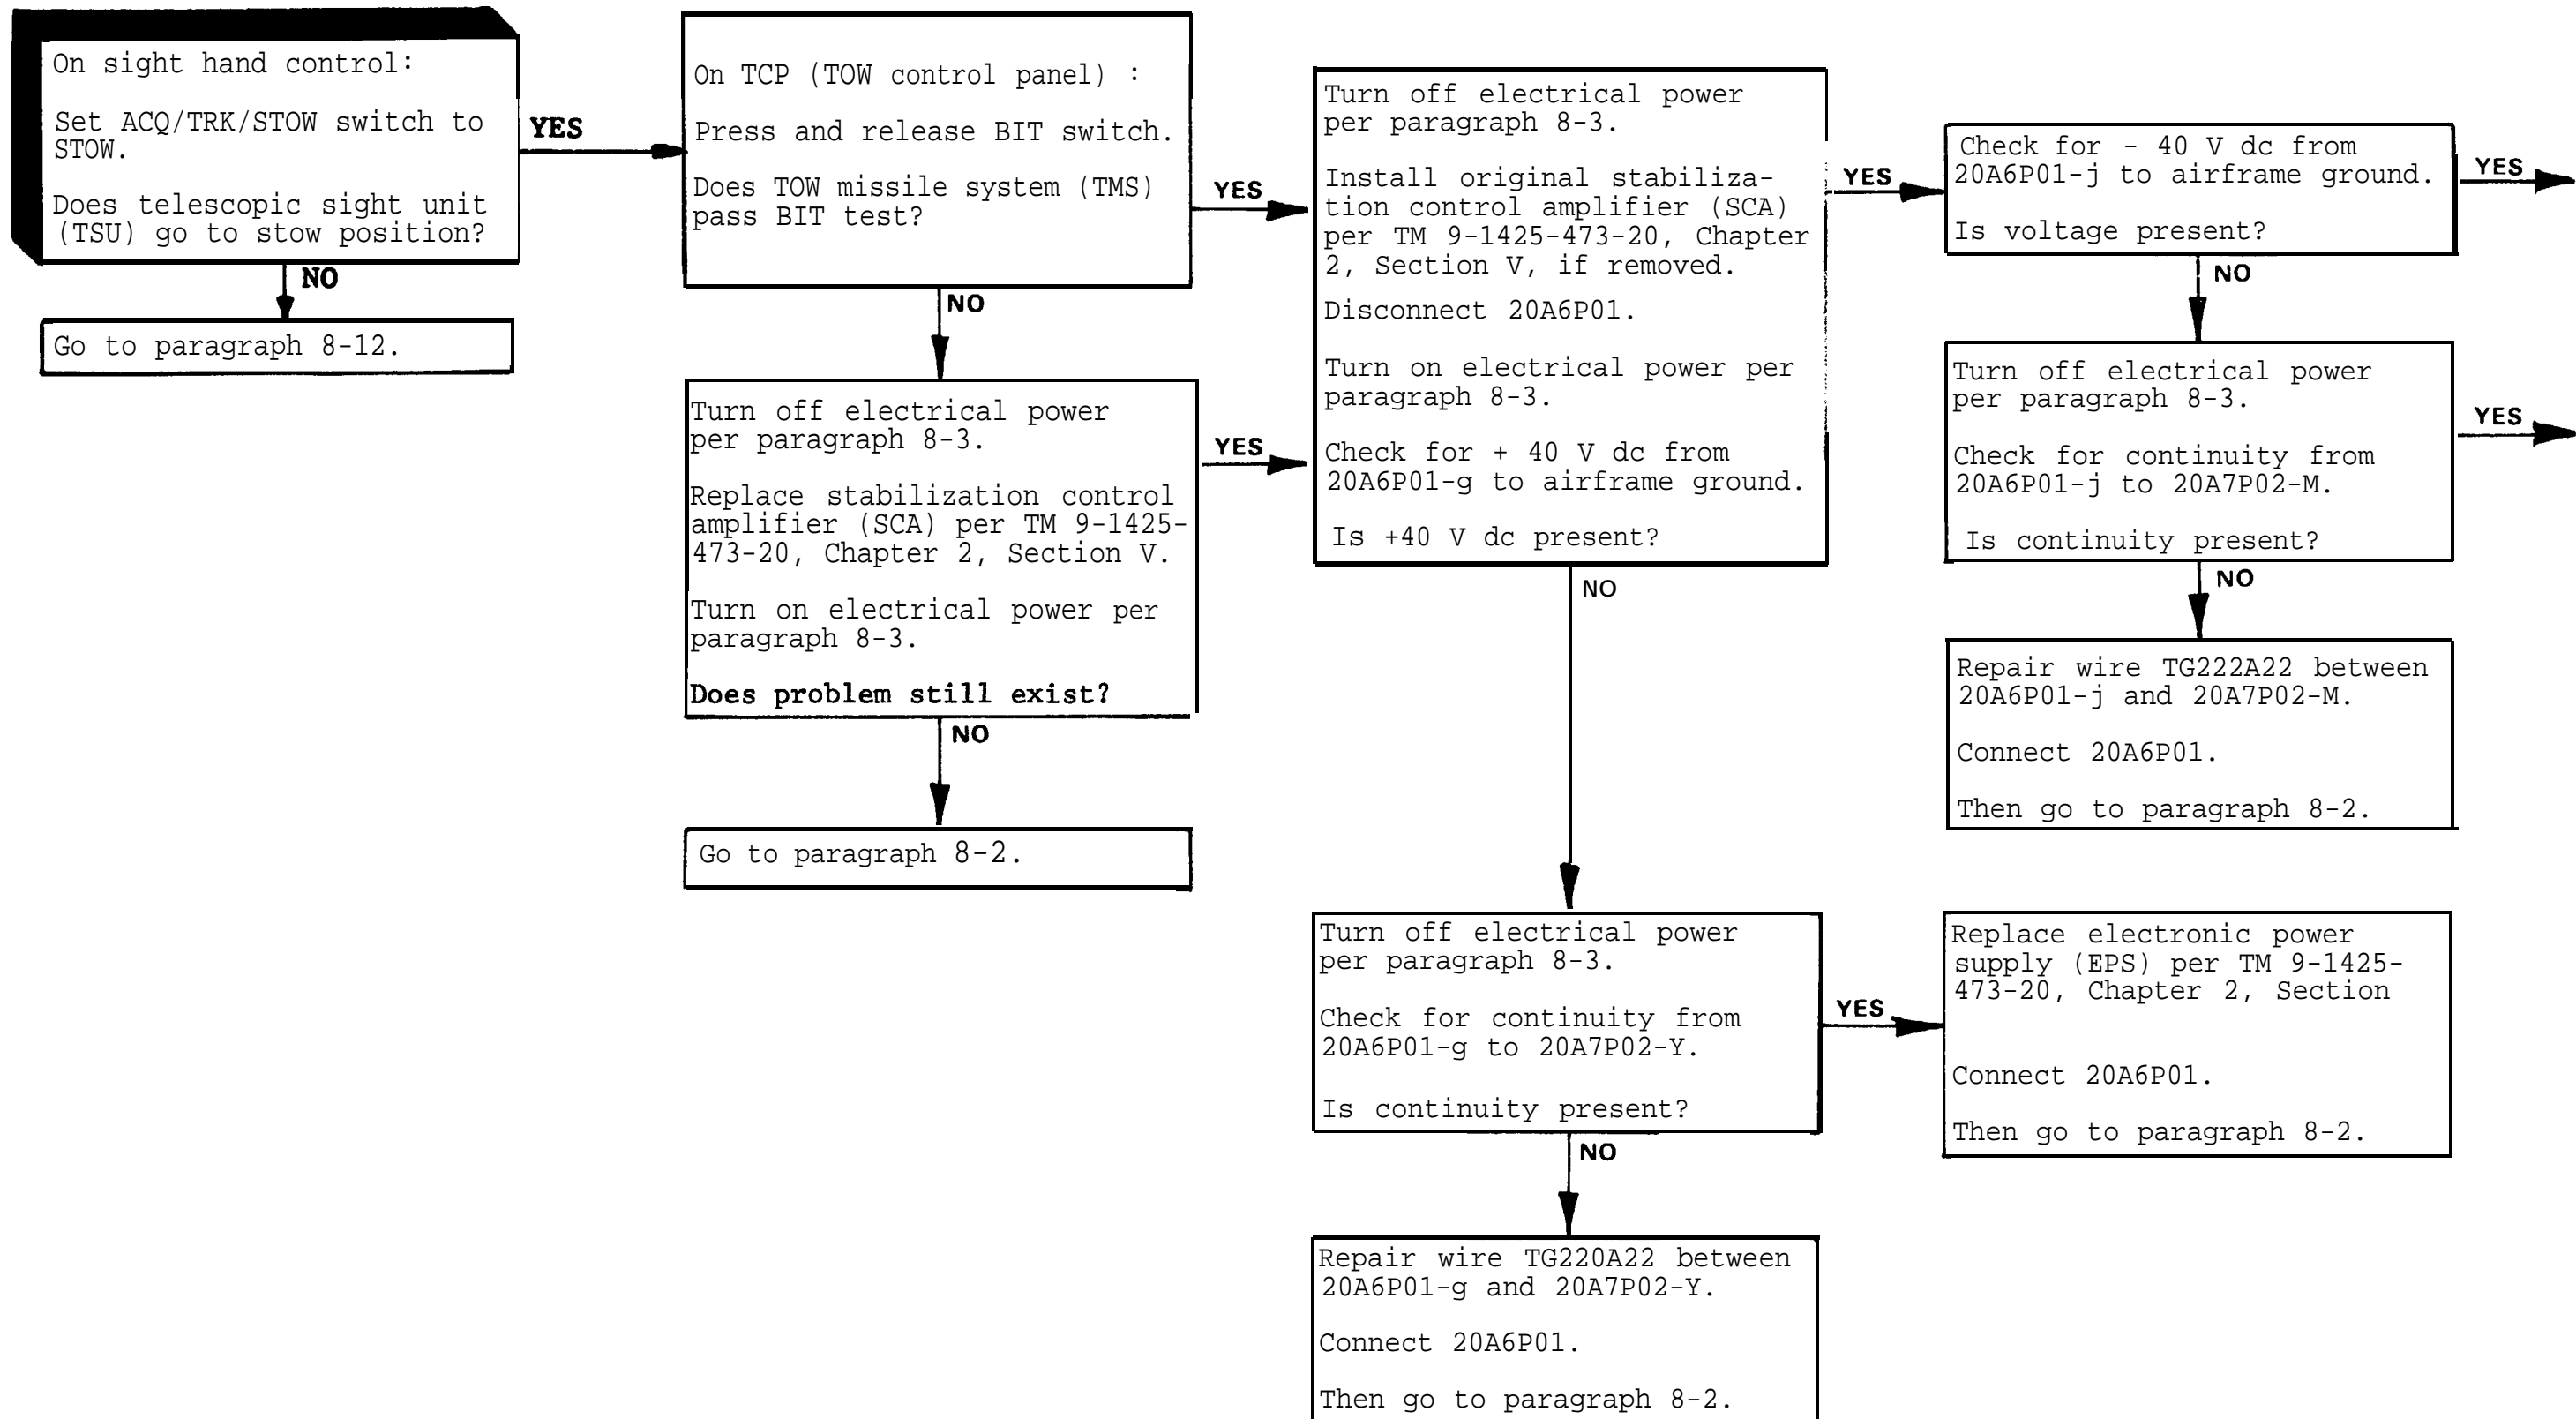 On sight hand control:
Set ACQ/TRK/STOW switch to
STOW.
Does telescopic sight unit
(TSU) go to stow position?
YES
NO
Go to paragraph 8-12.
On TCP (TOW control panel) :
Press and release BIT switch.
Does TOW missile system (TMS)
pass BIT test?
YES
NO
Turn off electrical power
per paragraph 8-3.
Replace stabilization control
amplifier (SCA) per TM 9-1425-
473-20, Chapter 2, Section V.
Turn on electrical power per
paragraph 8-3.
Does problem still exist?
YES
NO
Go to paragraph 8-2.
Turn off electrical power
per paragraph 8-3.
Install original stabiliza-
tion control amplifier (SCA)
per TM 9-1425-473-20, Chapter
2, Section V, if removed.
Disconnect 20A6P01.
Turn on electrical power per
paragraph 8-3.
Check for + 40 V dc from
20A6P01-g to airframe ground.
Is +40 V dc present?
YES
NO
Turn off electrical power
per paragraph 8-3.
Check for continuity from
20A6P01-g to 20A7P02-Y.
Is continuity present?
YES
NO
Repair wire TG220A22 between
20A6P01-g and 20A7P02-Y.
Connect 20A6P01.
Then go to paragraph 8-2.
Check for - 40 V dc from
20A6P01-j to airframe ground.
Is voltage present?
YES
NO
Turn off electrical power
per paragraph 8-3.
Check for continuity from
20A6P01-j to 20A7P02-M.
Is continuity present?
YES
NO
Repair wire TG222A22 between
20A6P01-j and 20A7P02-M.
Connect 20A6P01.
Then go to paragraph 8-2.
Replace electronic power
supply (EPS) per TM 9-1425-
473-20, Chapter 2, Section
Connect 20A6P01.
Then go to paragraph 8-2.